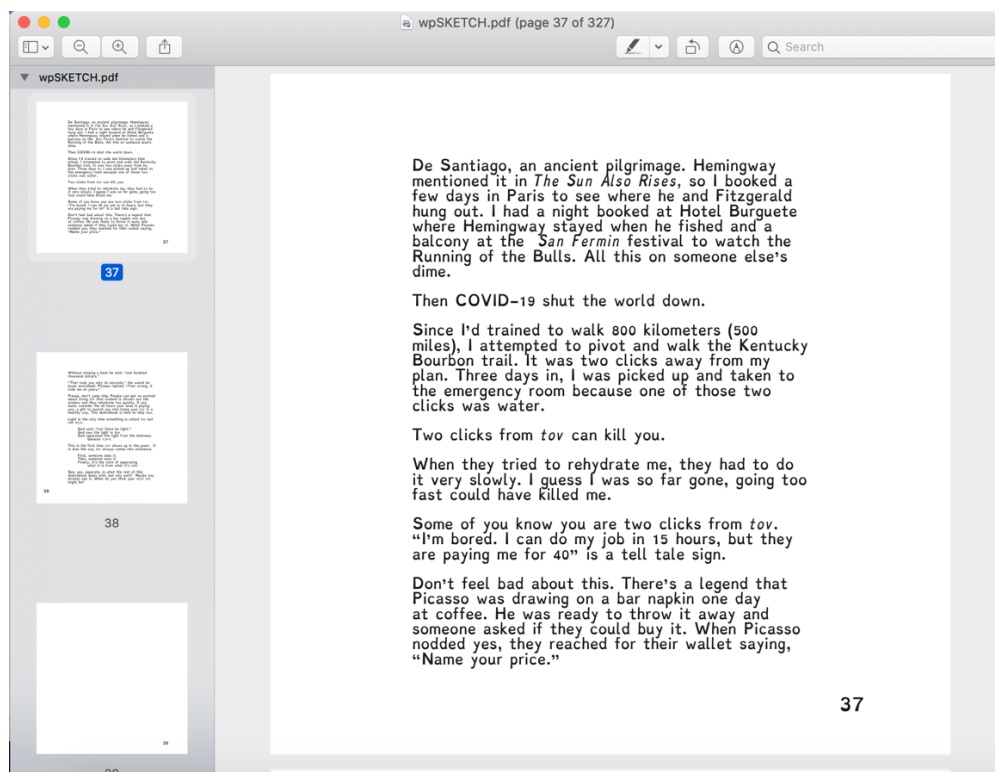 wpSKETCH.pdf (page 37 of 327)
Search
wpSKETCH.pdf
De Santiago, an ancient pilgrimage. Hemingway
mentioned it in The Sun Also Rises, so I booked a
few days in Paris to see where he and Fitzgerald
hung out. I had a night booked at Hotel Burguete
where Hemingway stayed when he fished and a
balcony at the San Fermin festival to watch the
Running of the Bulls. All this on someone else's
dime.
Then COVID-19 shut the world down.
Since I'd trained to walk 800 kilometers (500
miles), I attempted to pivot and walk the Kentucky
Bourbon trail. It was two clicks away from my
plan. Three days in, I was picked up and taken to
the emergency room because one of those two
clicks was water.
Two clicks from tov can kill you.
When they tried to rehydrate me, they had to do
it very slowly. I guess I was so far gone, going too
fast could have killed me.
Some of you know you are two clicks from tov.
“I'm bored. I can do my job in 15 hours, but they
are paying me for 40” is a tell tale sign.
Don't feel bad about this. There's a legend that
Picasso was drawing on a bar napkin one day
at coffee. He was ready to throw it away and
someone asked if they could buy it. When Picasso
nodded yes, they reached for their wallet saying,
“Name your price.”
37
37
38